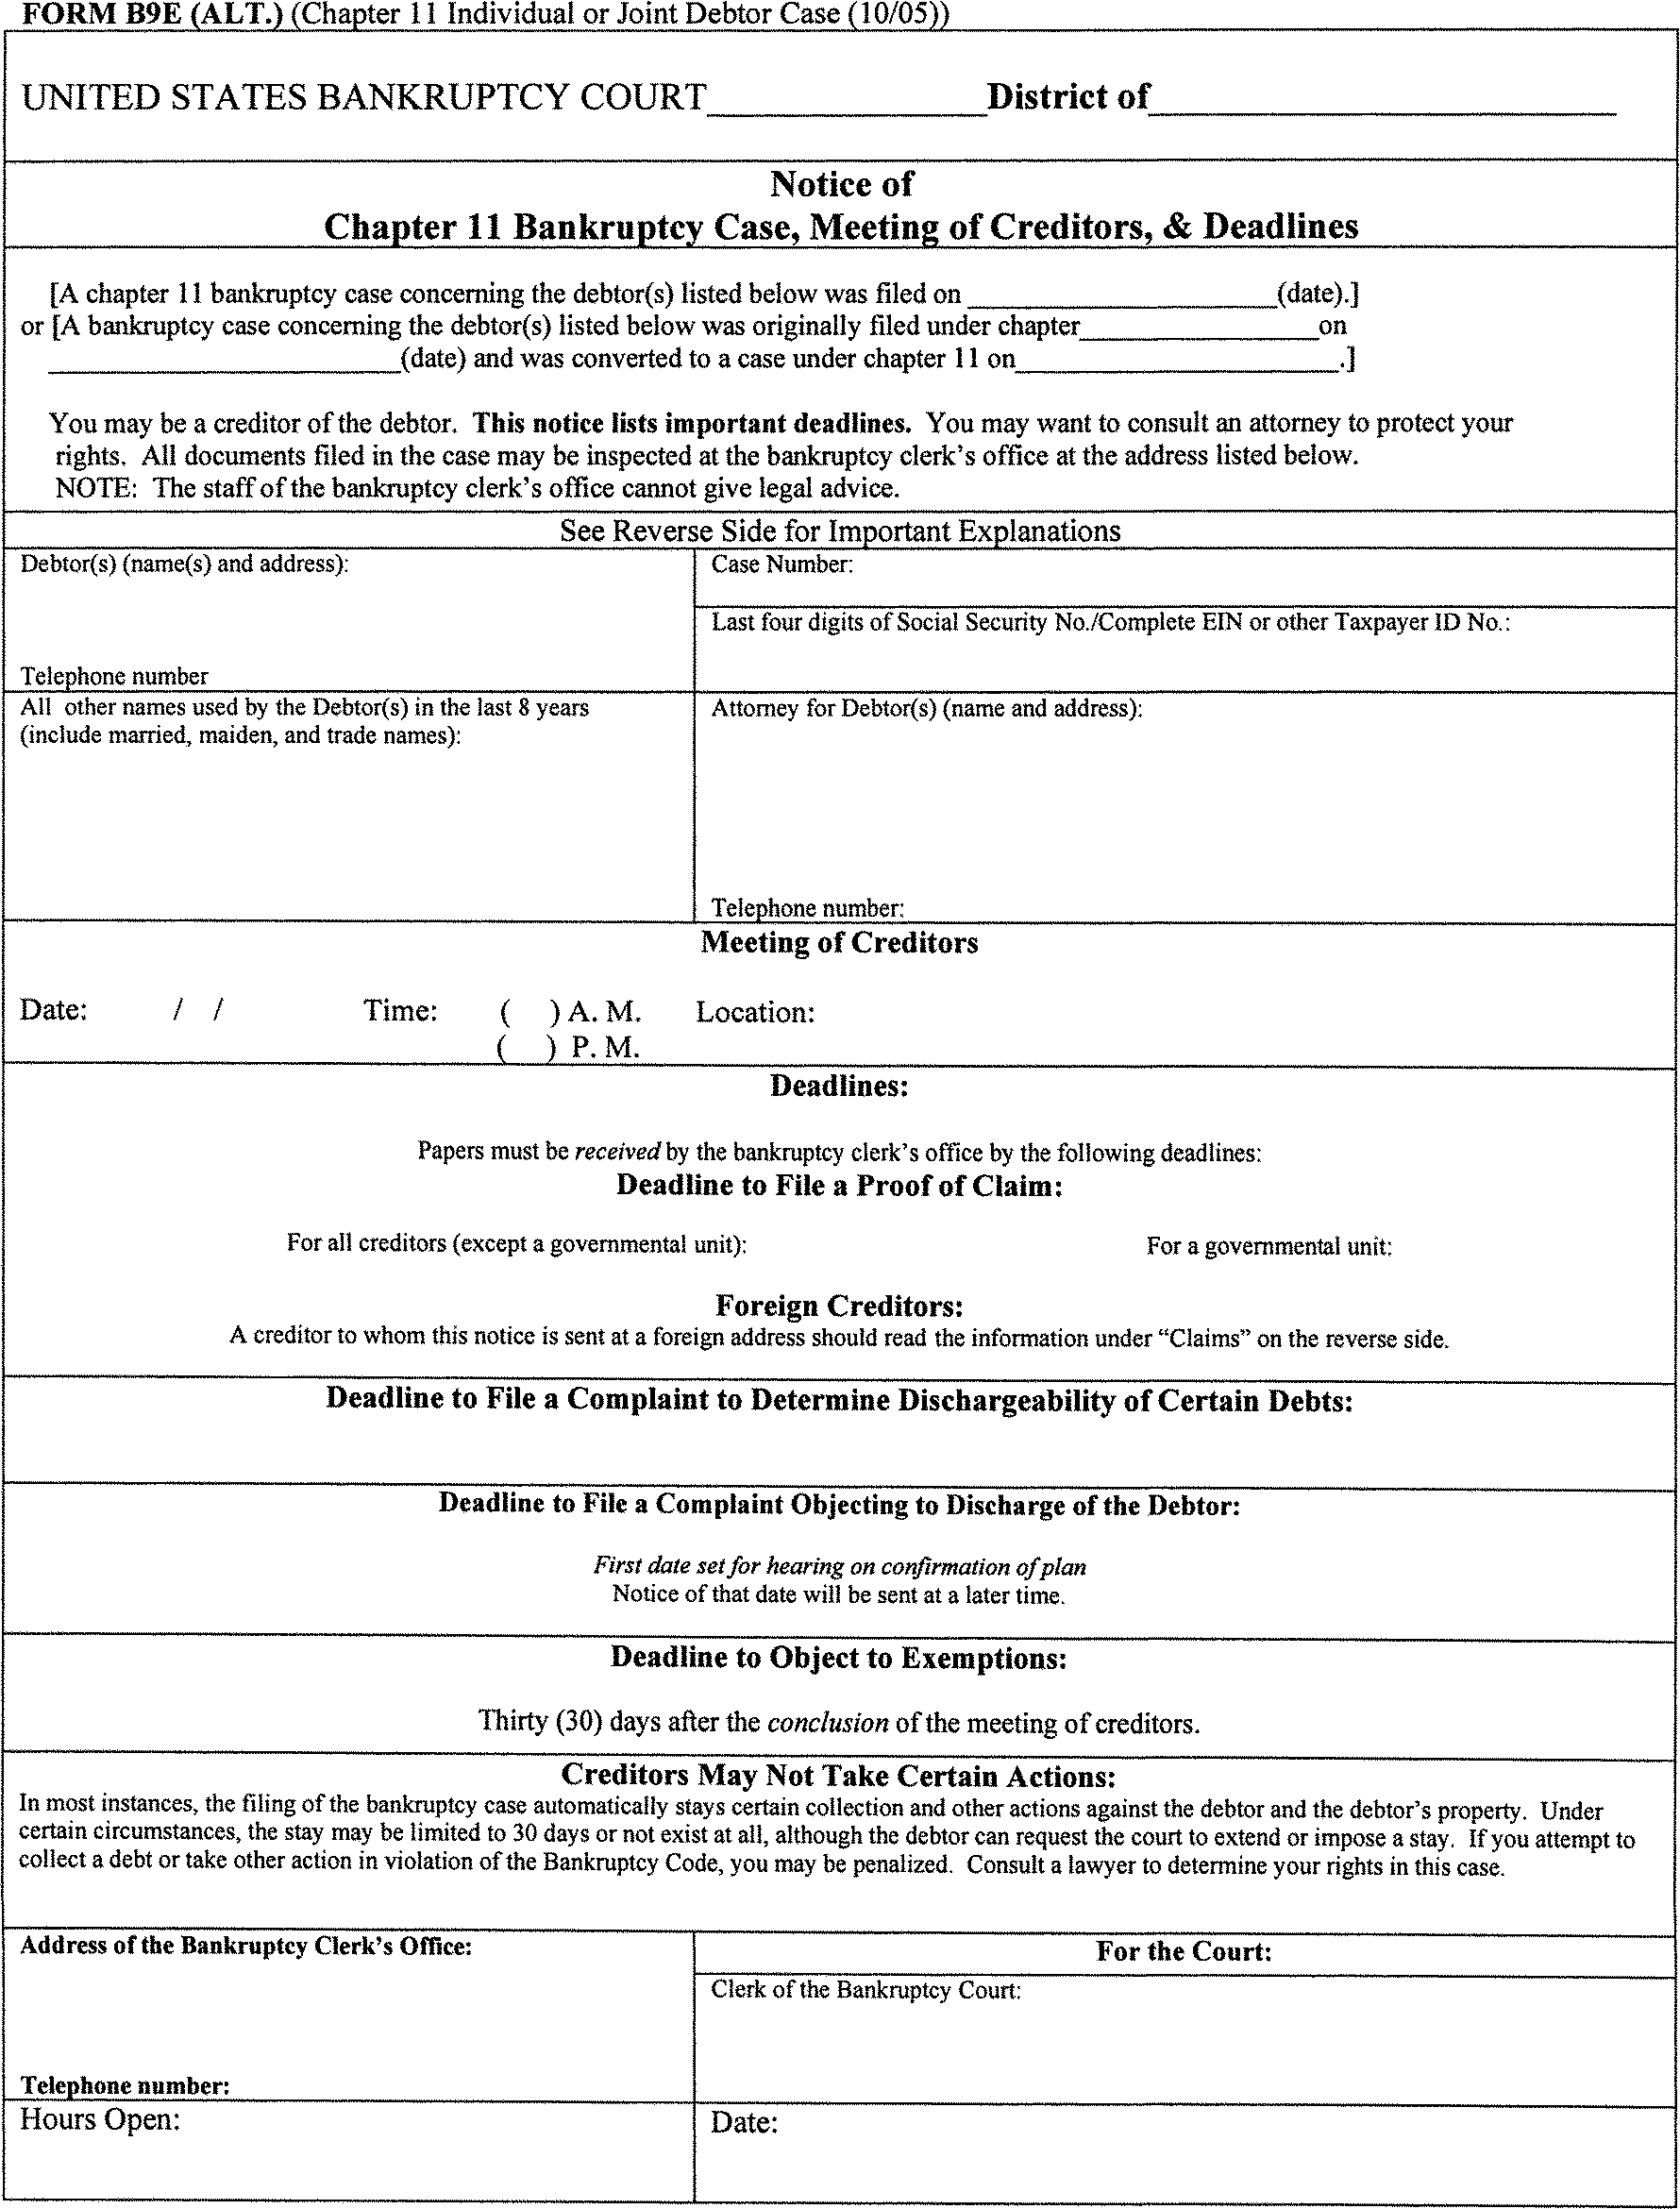 FORM B9E (ALT.) (Chapter 11 Individual or Joint Debtor Case (10/05))
UNITED STATES BANKRUPTCY COURT____________District of____________
Notice of
Chapter 11 Bankruptcy Case, Meeting of Creditors, & Deadlines
[A chapter 11 bankruptcy case concerning the debtor(s) listed below was filed on ____________(date).]
or [A bankruptcy case concerning the debtor(s) listed below was originally filed under chapter____________on
____________(date) and was converted to a case under chapter 11 on____________.]
You may be a creditor of the debtor. This notice lists important deadlines. You may want to consult an attorney to protect your
rights. All documents filed in the case may be inspected at the bankruptcy clerk's office at the address listed below.
NOTE: The staff of the bankruptcy clerk's office cannot give legal advice.
See Reverse Side for Important Explanations
Debtor(s) (name(s) and address):
Telephone number
Case Number:
Last four digits of Social Security No./Complete EIN or other Taxpayer ID No.:
All other names used by the Debtor(s) in the last 8 years
(include married, maiden, and trade names):
Attorney for Debtor(s) (name and address):
Telephone number:
Meeting of Creditors
Date: / / Time: ( ) A. M. Location:
( ) P. M.
Deadlines:
Papers must be received by the bankruptcy clerk's office by the following deadlines:
Deadline to File a Proof of Claim:
For all creditors (except a governmental unit): For a governmental unit:
Foreign Creditors:
A creditor to whom this notice is sent at a foreign address should read the information under “Claims” on the reverse side.
Deadline to File a Complaint to Determine Dischargeability of Certain Debts:
Deadline to File a Complaint Objecting to Discharge of the Debtor:
First date set for hearing on confirmation of plan
Notice of that date will be sent at a later time.
Deadline to Object to Exemptions:
Thirty (30) days after the conclusion of the meeting of creditors.
Creditors May Not Take Certain Actions:
In most instances, the filing of the bankruptcy case automatically stays certain collection and other actions against the debtor and the debtor's property. Under
certain circumstances, the stay may be limited to 30 days or not exist at all, although the debtor can request the court to extend or impose a stay. If you attempt to
collect a debt or take other action in violation of the Bankruptcy Code, you may be penalized. Consult a lawyer to determine your rights in this case.
Address of the Bankruptcy Clerk's Office:
Telephone number:
For the Court:
Clerk of the Bankruptcy Court:
Hours Open:
Date: